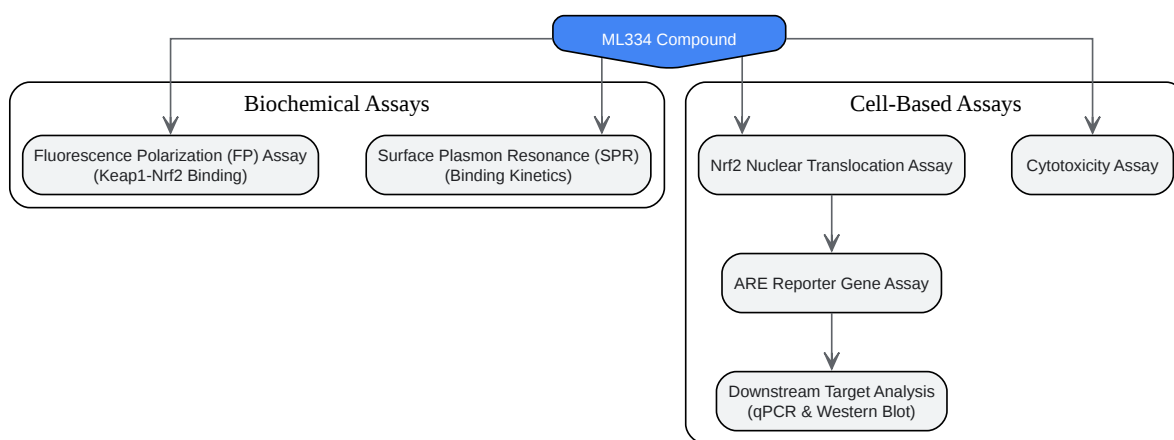 ML334 Compound
Biochemical Assays
Fluorescence Polarization (FP) Assay
(Keap1-Nrf2 Binding)
Surface Plasmon Resonance (SPR)
(Binding Kinetics)
Cell-Based Assays
Nrf2 Nuclear Translocation Assay
Cytotoxicity Assay
ARE Reporter Gene Assay
Downstream Target Analysis
(qPCR & Western Blot)